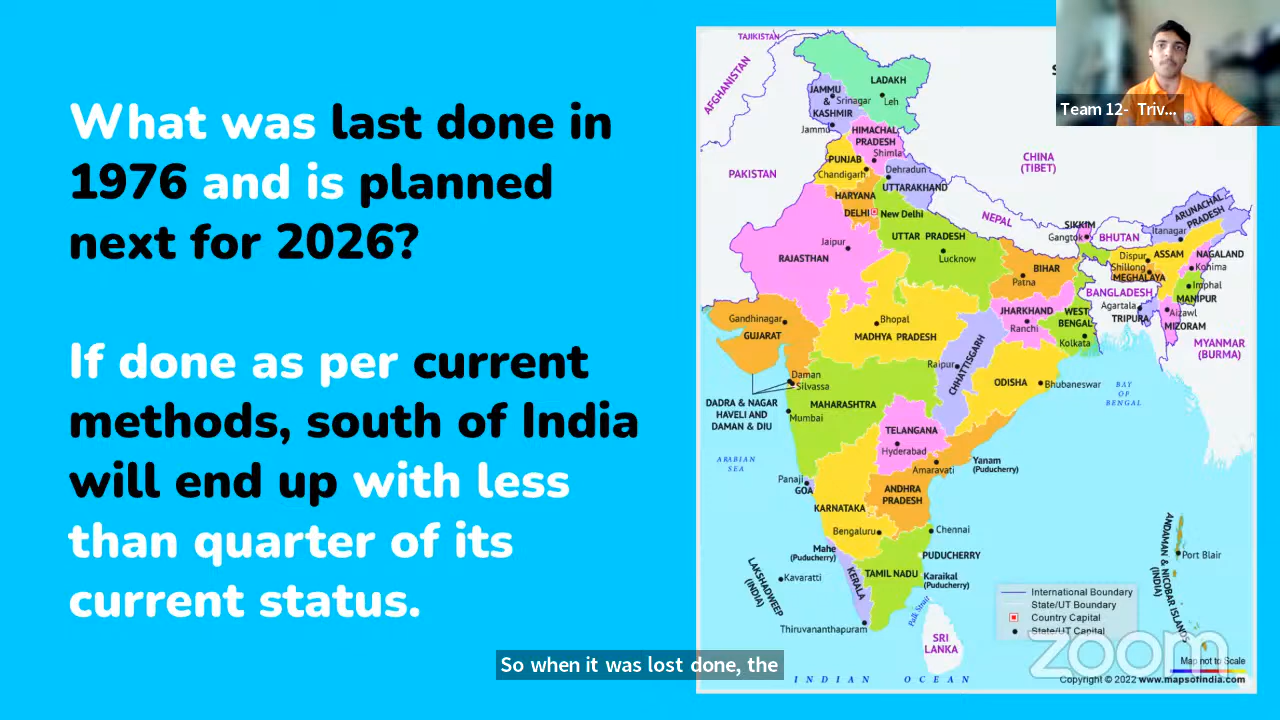 What was last done in
1976 and is planned
next for 2026?
If done as per current
methods, south of India
will end up with less
than quarter of its
current status.
Team 12- Triv...
TAJIKISTAN
AFGHANISTAN
LADAKH
Leh
JAMMU
&
KASHMIR
Srinagar
Jammu
HIMACHAL
PRADESH
Shimla
PUNJAB
Chandigarh
Dehradun
UTTARAKHAND
CHINA
(TIBET)
PAKISTAN
HARYANA
DELHI
New Delhi
NEPAL
SIKKIM
Gangtok
BHUTAN
ARUNACHAL
PRADESH
Itanagar
UTTAR PRADESH
Lucknow
Jaipur
RAJASTHAN
BIHAR
Patna
Dispur
ASSAM
NAGALAND
Kohima
Shillong
MEGHALAYA
Imphal
MANIPUR
BANGLADESH
Agartala
TRIPURA
Aizawl
MIZORAM
MYANMAR
(BURMA)
JHARKHAND
Ranchi
WEST
BENGAL
Kolkata
Gandhinagar
GUJARAT
Bhopal
MADHYA PRADESH
CHHATTISGARH
Raipur
ODISHA
Bhubaneswar
BAY
OF
BENGAL
Daman
Silvassa
DADRA & NAGAR
HAVELI AND
DAMAN & DIU
MAHARASHTRA
Mumbai
TELANGANA
Hyderabad
ARABIAN
SEA
Amaravati
Yanam
(Puducherry)
Panaji
GOA
ANDHRA
PRADESH
KARNATAKA
Bengaluru
Chennai
Mahe
(Puducherry)
PUDUCHERRY
TAMIL NADU
Karaikal
(Puducherry)
KERALA
LAKSHADWEEP
(INDIA)
Kavaratti
Thiruvananthapuram
Palk Strait
SRI
LANKA
ANDAMAN & NICOBAR ISLANDS
(INDIA)
Port Blair
International Boundary
State/UT Boundary
Country Capital
State/UT Capital
zoom
Map not to Scale
Copyright © 2022 www.mapsofindia.com
INDIAN OCEAN
So when it was lost done, the